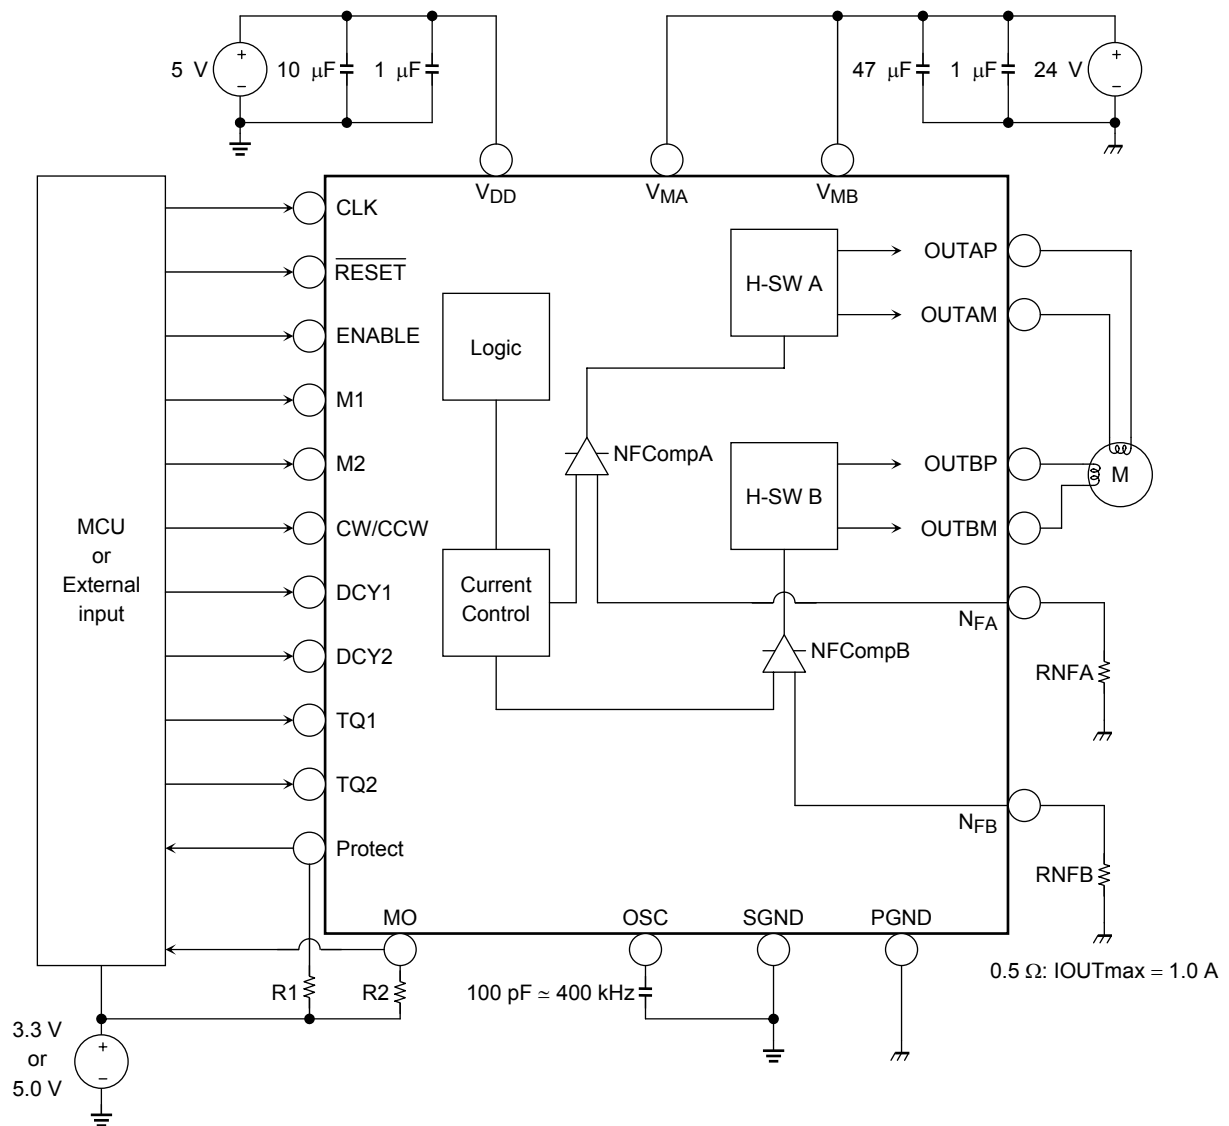 5 V
10 μF
1 μF
47 μF
1 μF
24 V
+
−
+
−
VDD
VMA
VMB
CLK
RESET
ENABLE
M1
M2
CW/CCW
DCY1
DCY2
TQ1
TQ2
Protect
MCU
or
External
input
Logic
Current
Control
NFCompA
NFCompB
H-SW A
H-SW B
OUTAP
OUTAM
OUTBP
OUTBM
M
NFA
RNFA
NFB
RNFB
MO
OSC
SGND
PGND
0.5 Ω: IOUTmax = 1.0 A
R1
R2
100 pF ≃ 400 kHz
3.3 V
or
5.0 V
+
−